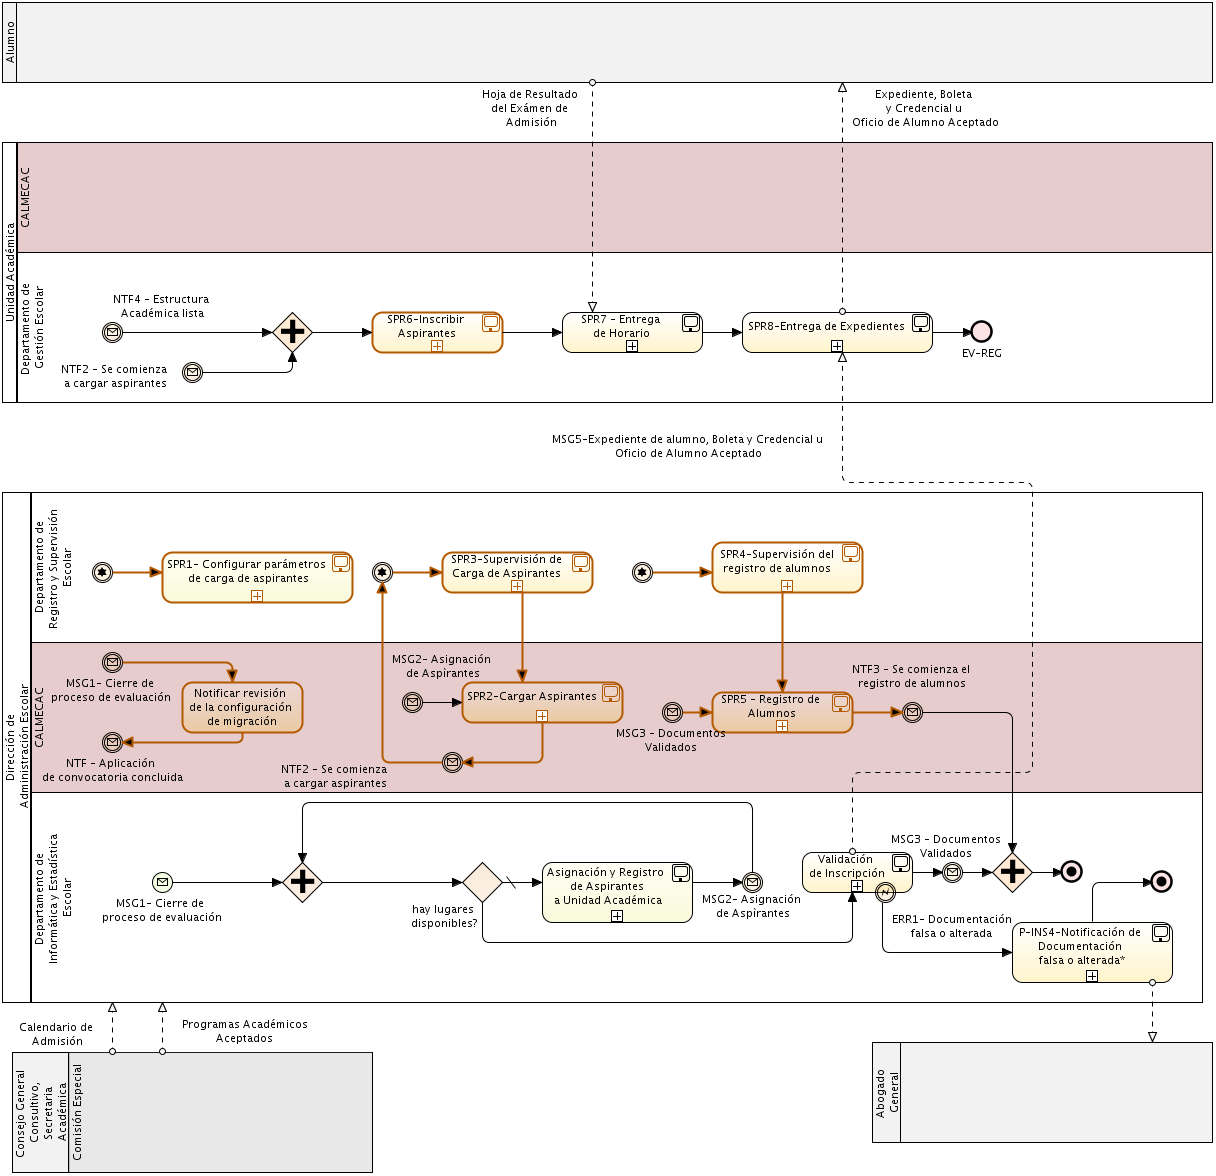 Alumno
Hoja de Resultado
del Exámen de
Admisión
Expediente, Boleta
y Credencial u
Oficio de Alumno Aceptado
Unidad Académica
CALMECAC
Departamento de
Gestión Escolar
NTF4 - Estructura
Académica lista
NTF2 - Se comienza
a cargar aspirantes
SPR6-Inscribir
Aspirantes
SPR7 - Entrega
de Horario
SPR8-Entrega de Expedientes
EV-REG
MSG5-Expediente de alumno, Boleta y Credencial u
Oficio de Alumno Aceptado
Dirección de
Administración Escolar
Departamento de
Registro y Supervisión
Escolar
SPR1- Configurar parámetros
de carga de aspirantes
SPR3-Supervisión de
Carga de Aspirantes
SPR4-Supervisión del
registro de alumnos
CALMECAC
MSG1- Cierre de
proceso de evaluación
Notificar revisión
de la configuración
de migración
NTF - Aplicación
de convocatoria concluida
MSG2- Asignación
de Aspirantes
SPR2-Cargar Aspirantes
NTF2 - Se comienza
a cargar aspirantes
MSG3 - Documentos
Validados
SPR5 - Registro de
Alumnos
NTF3 - Se comienza el
registro de alumnos
Departamento de
Informática y Estadística
Escolar
MSG1- Cierre de
proceso de evaluación
hay lugares
disponibles?
Asignación y Registro
de Aspirantes
a Unidad Académica
MSG2- Asignación
de Aspirantes
Validación
de Inscripción
MSG3 - Documentos
Validados
ERR1- Documentación
falsa o alterada
P-INS4-Notificación de
Documentación
falsa o alterada*
Calendario de
Admisión
Programas Académicos
Aceptados
Consejo General
Consultivo,
Secretaria
Académica
Comisión Especial
Abogado
General